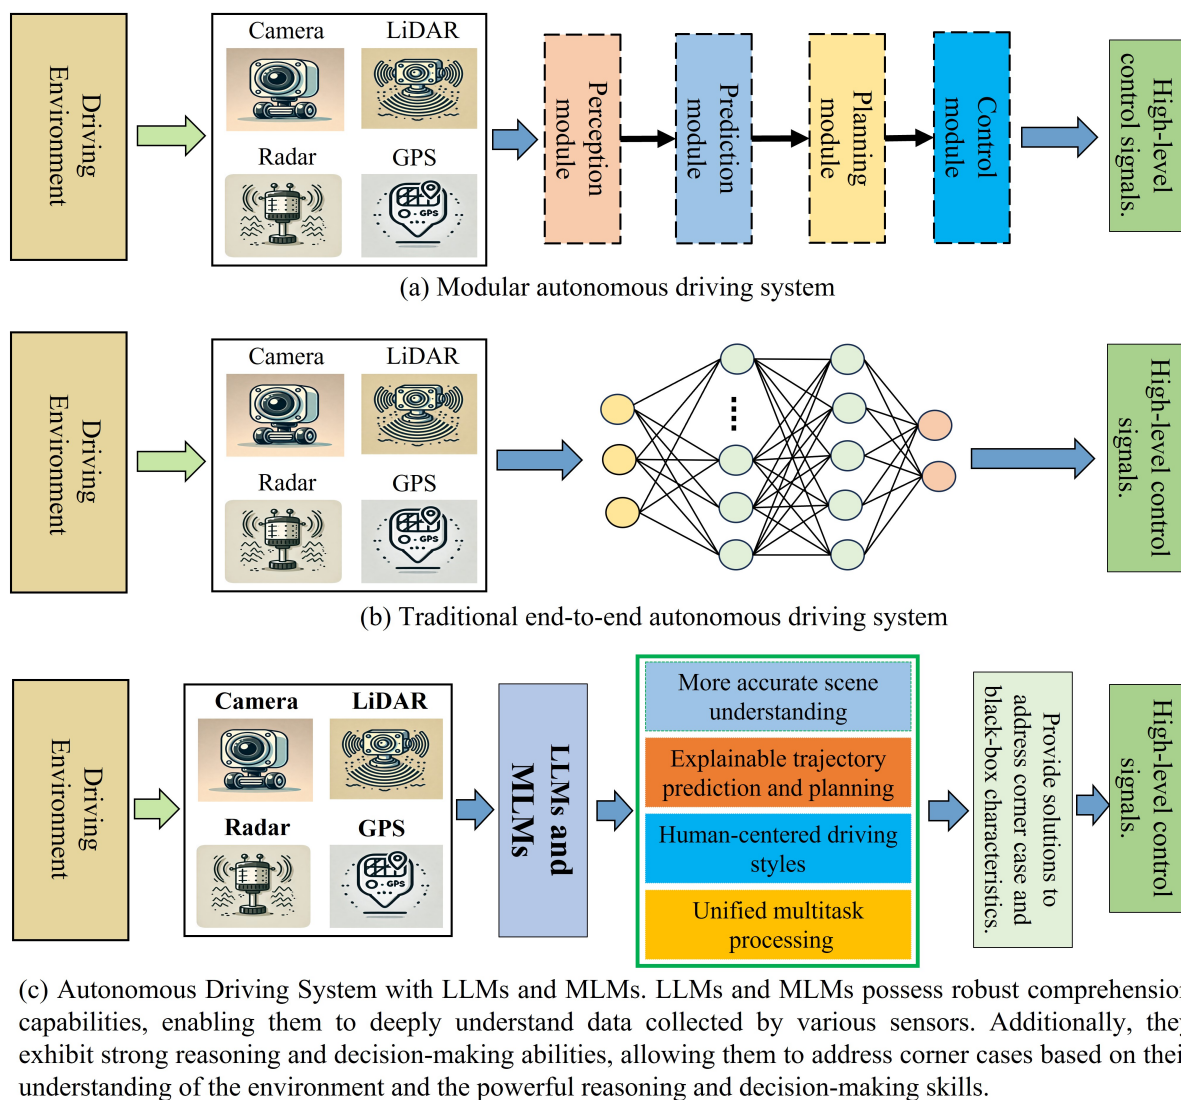 Driving
Environment
Camera
LiDAR
Radar
GPS
GPS
Perception
module
Prediction
module
Planning
module
Control
module
High-level
control signals.
(a) Modular autonomous driving system
Driving
Environment
Camera
LiDAR
Radar
GPS
GPS
High-level control
signals.
(b) Traditional end-to-end autonomous driving system
Driving
Environment
Camera
LiDAR
Radar
GPS
GPS
LLMs and
MLMs
More accurate scene
understanding
Explainable trajectory
prediction and planning
Human-centered driving
styles
Unified multitask
processing
Provide solutions to
address corner case and
black-box characteristics.
High-level control
signals.
(c) Autonomous Driving System with LLMs and MLMs. LLMs and MLMs possess robust comprehension
capabilities, enabling them to deeply understand data collected by various sensors. Additionally, they
exhibit strong reasoning and decision-making abilities, allowing them to address corner cases based on their
understanding of the environment and the powerful reasoning and decision-making skills.